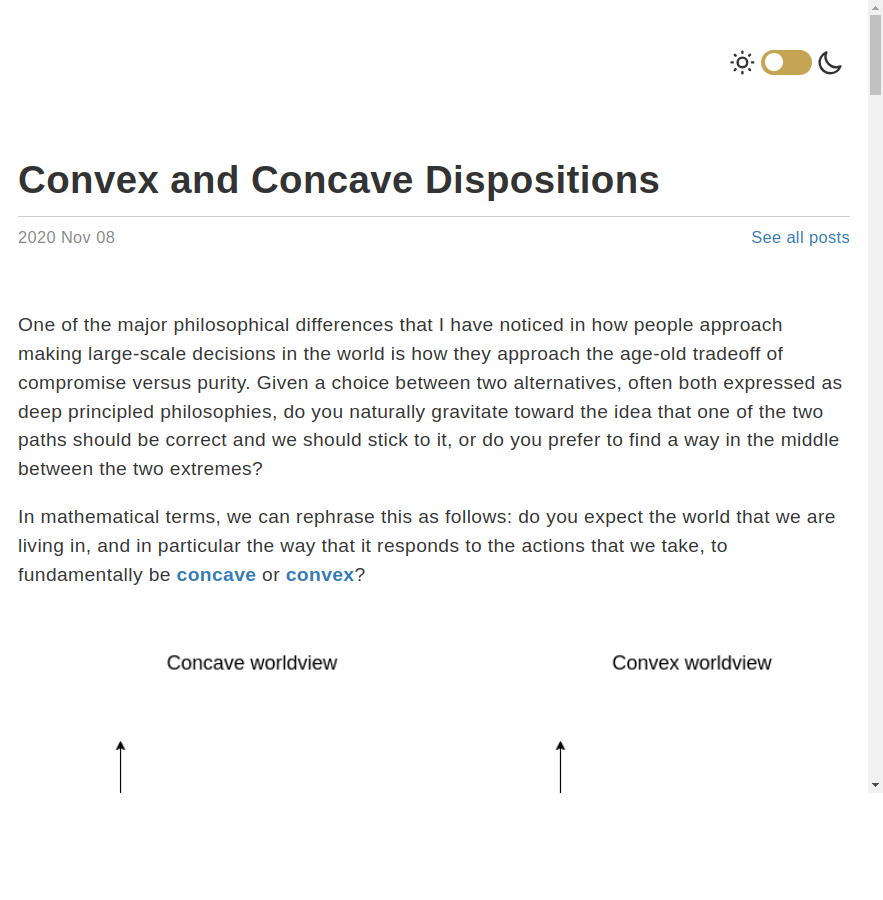 Convex and Concave Dispositions
2020 Nov 08
See all posts
One of the major philosophical differences that I have noticed in how people approach
making large-scale decisions in the world is how they approach the age-old tradeoff of
compromise versus purity. Given a choice between two alternatives, often both expressed as
deep principled philosophies, do you naturally gravitate toward the idea that one of the two
paths should be correct and we should stick to it, or do you prefer to find a way in the middle
between the two extremes?
In mathematical terms, we can rephrase this as follows: do you expect the world that we are
living in, and in particular the way that it responds to the actions that we take, to
fundamentally be concave or convex?
Concave worldview
Convex worldview